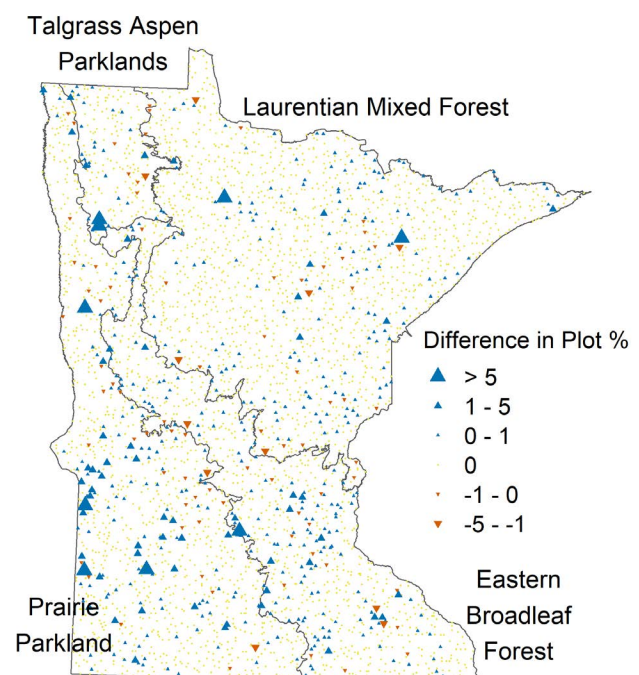 Talgrass Aspen
Parklands
Laurentian Mixed Forest
Difference in Plot %
> 5
1 - 5
0 - 1
0
-1 - 0
-5 - -1
Prairie
Parkland
Eastern
Broadleaf
Forest